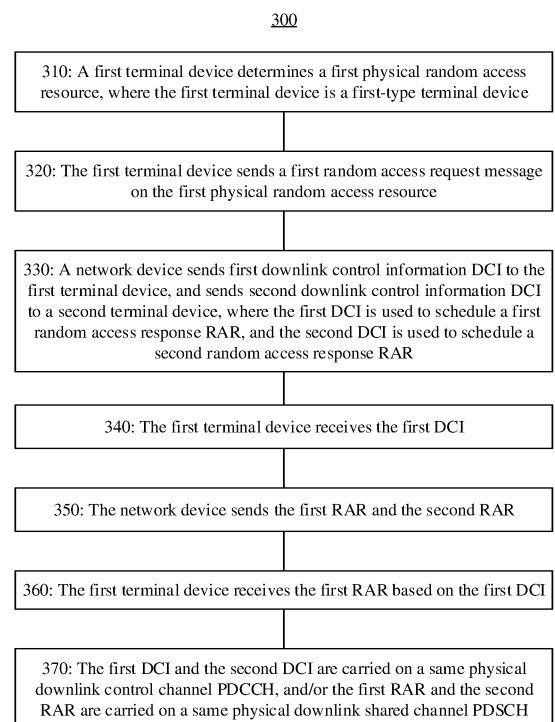 300
310: A first terminal device determines a first physical random access
resource, where the first terminal device is a first-type terminal device
320: The first terminal device sends a first random access request message
on the first physical random access resource
330: A network device sends first downlink control information DCI to the
first terminal device, and sends second downlink control information DCI
to a second terminal device, where the first DCI is used to schedule a first
random access response RAR, and the second DCI is used to schedule a
second random access response RAR
340: The first terminal device receives the first DCI
350: The network device sends the first RAR and the second RAR
360: The first terminal device receives the first RAR based on the first DCI
370: The first DCI and the second DCI are carried on a same physical
downlink control channel PDCCH, and/or the first RAR and the second
RAR are carried on a same physical downlink shared channel PDSCH